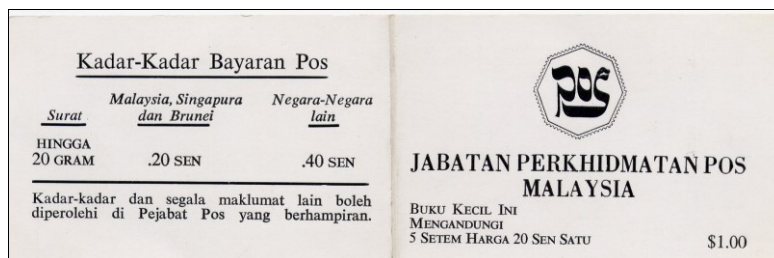 Kadar-Kadar Bayaran Pos
Surat
Malaysia, Singapura
dan Brunei
Negara-Negara
lain
HINGGA
20 GRAM
.20 SEN
.40 SEN
Kadar-kadar dan segala maklumat lain boleh
diperolehi di Pejabat Pos yang berhampiran.
POS
JABATAN PERKHIDMATAN POS
MALAYSIA
BUKU KECIL INI
MENGANDUNGI
5 SETEM HARGA 20 SEN SATU
$1.00